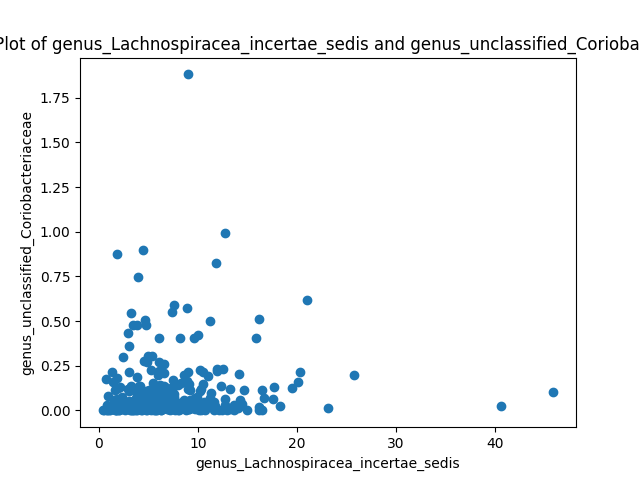 Plot of genus_Lachnospiracea_incertae_sedis and genus_unclassified_Corioba
genus_unclassified_Coriobacteriaceae
1.75
1.50
1.25
1.00
0.75
0.50
0.25
0.00
0 10 20 30 40
genus_Lachnospiracea_incertae_sedis